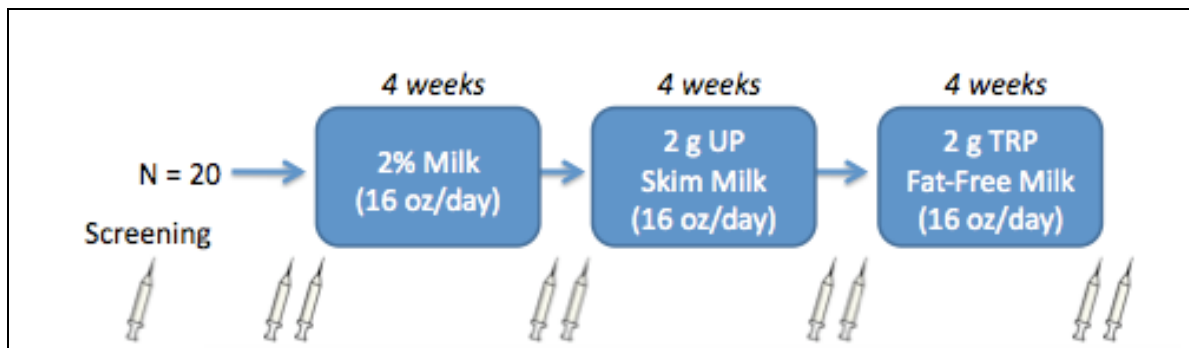 4 weeks
4 weeks
4 weeks
N = 20
2% Milk
(16 oz/day)
2 g UP
Skim Milk
(16 oz/day)
2 g TRP
Fat-Free Milk
(16 oz/day)
Screening